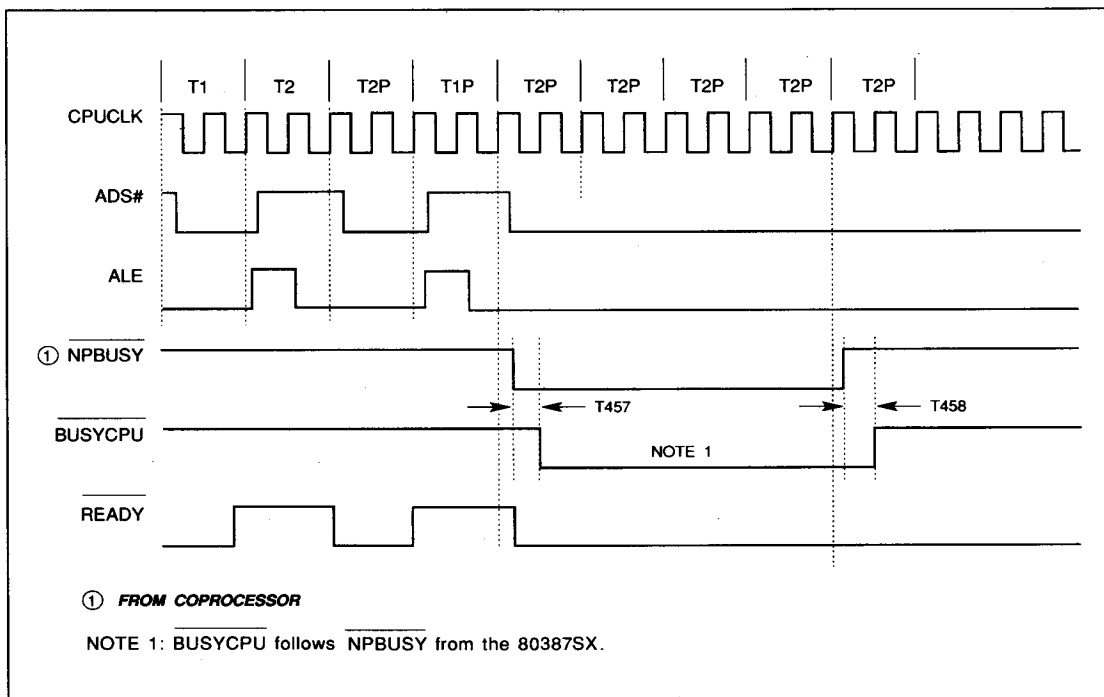 T1 T2 T2P T1P T2P T2P T2P T2P T2P
CPUCLK
ADS#
ALE
① NPBUSY
T457 T458
BUSYCPU
NOTE 1
READY
① FROM COPROCESSOR
NOTE 1: BUSYCPU follows NPBUSY from the 80387SX.